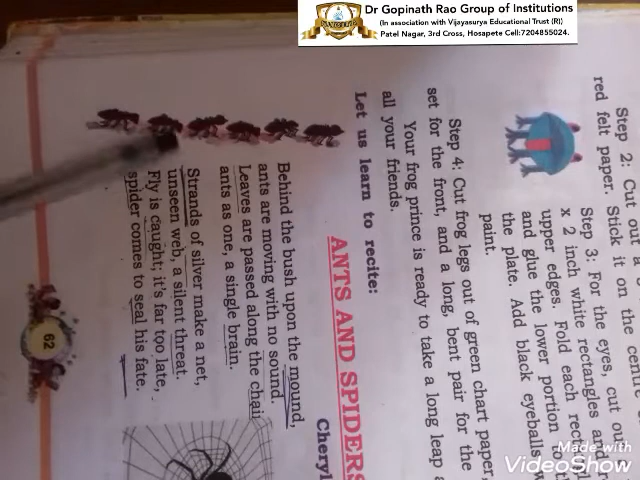 Dr Gopinath Rao Group of Institutions
(In association with Vijayasurya Educational Trust (R))
Patel Nagar, 3rd Cross, Hosapete Cell:7204855024.
Step 2: Cut out a
red felt paper. Stick it on the centre
Step 3: For the eyes, cut out
x 2 inch white rectangles and
upper edges. Fold each
and glue the lower portion to
the plate. Add black eyeballs
paint.
Step 4: Cut frog legs out of green chart paper,
set for the front, and a long, bent pair for the
Your frog prince is ready to take a long leap
all your friends.
Let us learn to recite:
ANTS AND SPIDERS
Cheryl
Behind the bush upon the mound,
ants are moving with no sound.
Leaves are passed along the chain
ants as one, a single brain.
Strands of silver make a net,
unseen web, a silent threat.
Fly is caught; it's far too late,
spider comes to seal his fate.
62
Made with
VideoShow